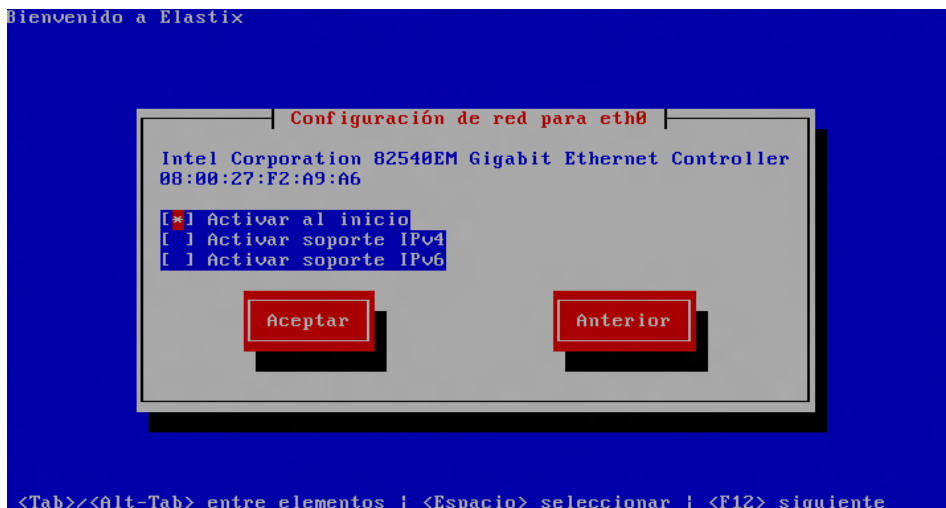 Bienvenido a Elastix
Configuración de red para eth0
Intel Corporation 82540EM Gigabit Ethernet Controller
08:00:27:F2:A9:A6
[*] Activar al inicio
[ ] Activar soporte IPv4
[ ] Activar soporte IPv6
Aceptar Anterior
<Tab>/<Alt-Tab> entre elementos | <Espacio> seleccionar | <F12> siguiente